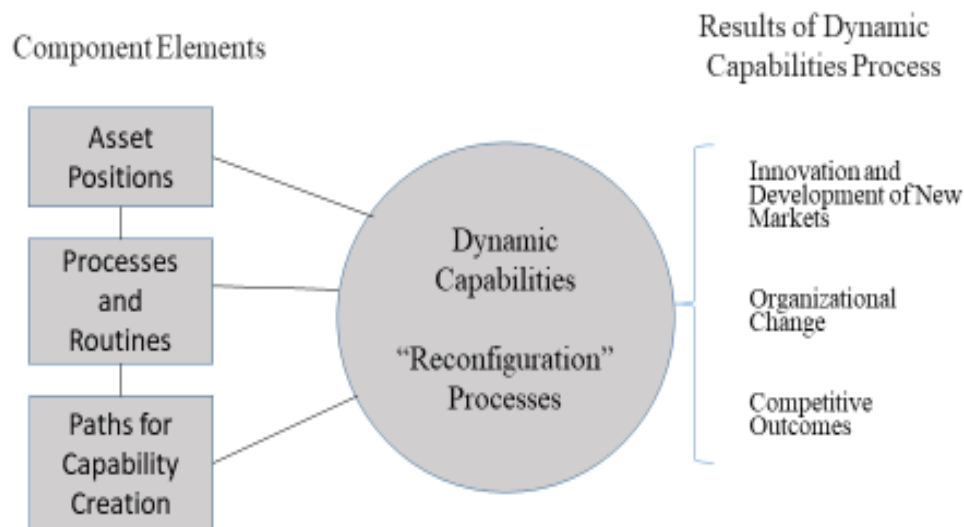 Component Elements
Results of Dynamic
Capabilities Process
Asset
Positions
Processes
and
Routines
Paths for
Capability
Creation
Dynamic
Capabilities
“Reconfiguration”
Processes
Innovation and
Development of New
Markets
Organizational
Change
Competitive
Outcomes